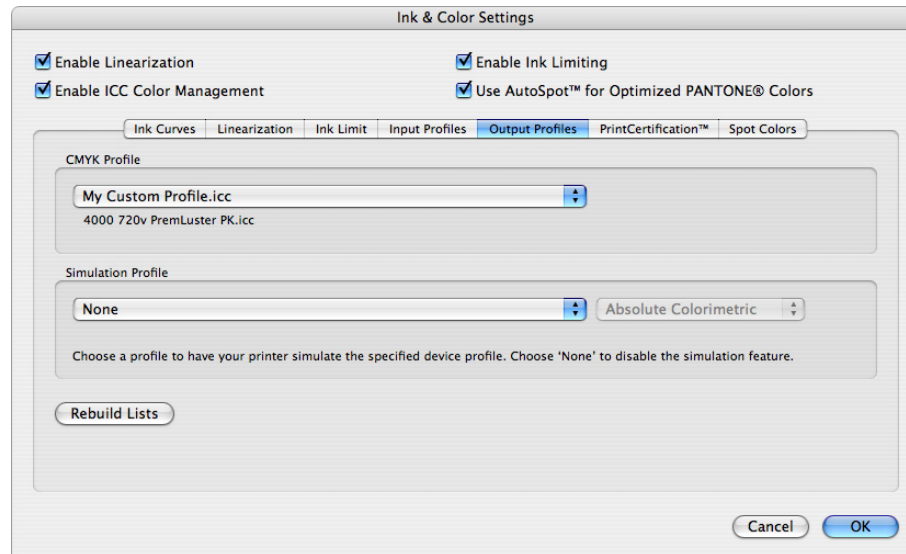 Ink & Color Settings
Enable Linearization
Enable Ink Limiting
Enable ICC Color Management
Use AutoSpot™ for Optimized PANTONE® Colors
Ink Curves Linearization Ink Limit Input Profiles Output Profiles PrintCertification™ Spot Colors
CMYK Profile
My Custom Profile.icc
4000 720v PremLuster PK.icc
Simulation Profile
None Absolute Colorimetric
Choose a profile to have your printer simulate the specified device profile. Choose ‘None’ to disable the simulation feature.
Rebuild Lists
Cancel OK